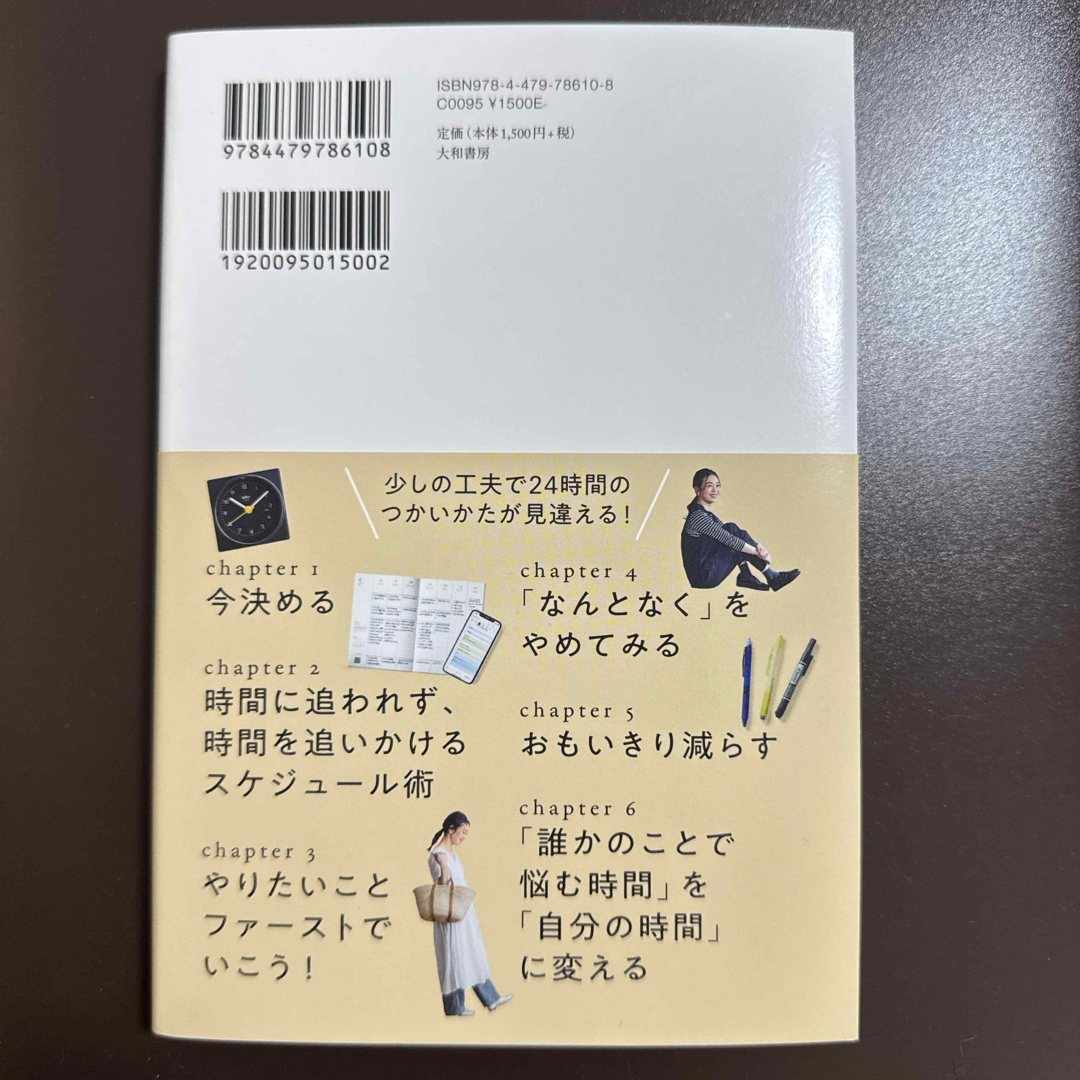 9784479786108
1920095015002
ISBN978-4-479-78610-8
C0095 ¥1500E
定価(本体1,500円+税)
大和書房
少しの工夫で24時間の
つかいかたが見違える!
chapter 1
今決める
chapter 2
時間に追われず、
時間を追いかける
スケジュール術
chapter 3
やりたいこと
ファーストで
いこう!
chapter 4
「なんとなく」を
やめてみる
chapter 5
おもいきり減らす
chapter 6
「誰かのことで
悩む時間」を
「自分の時間」
に変える